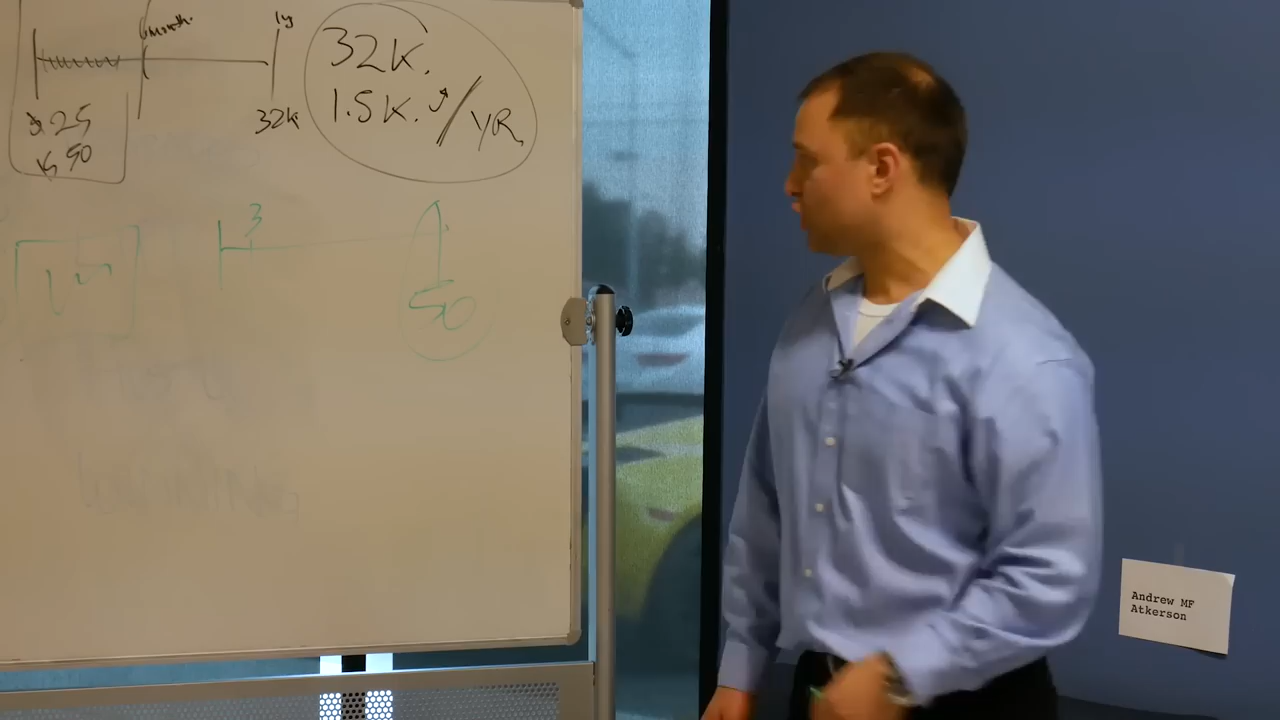 6month.
1y
32K.
1.5K. /YR
25
50
32k
3
50
Andrew MF
Atkerson